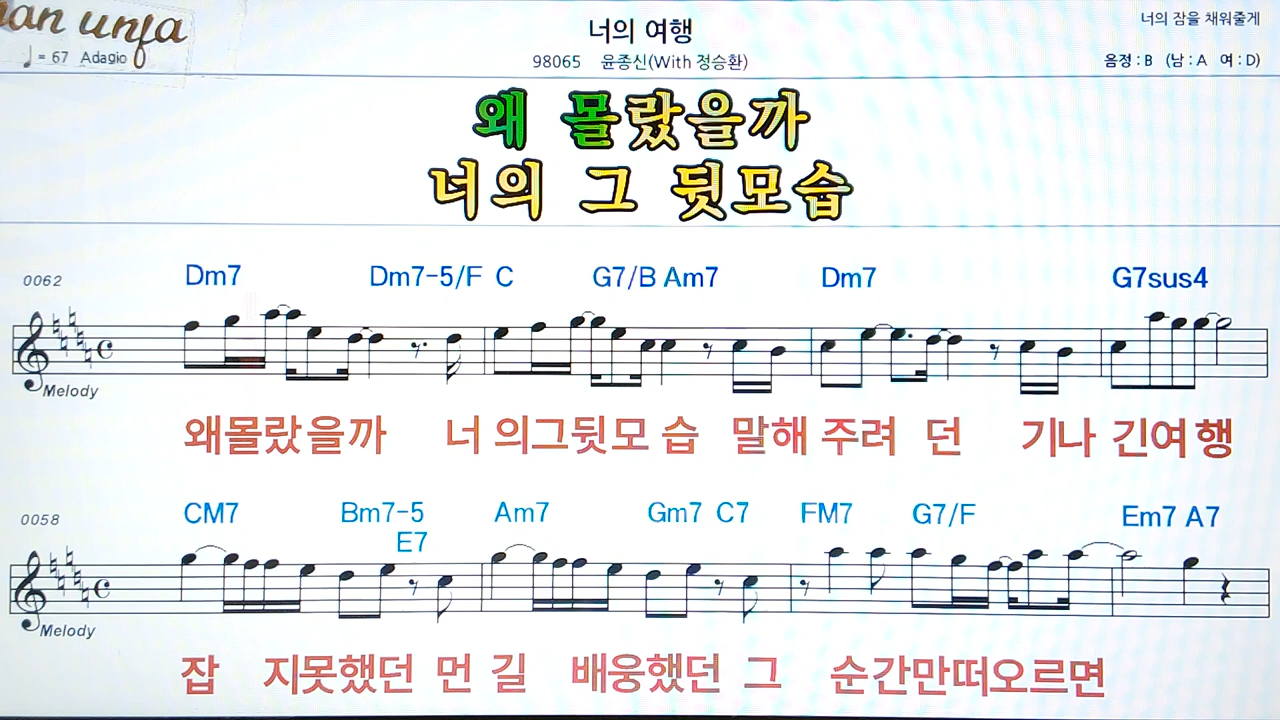 너의 여행
너의 잠을 채워줄게
♩= 67 Adagio
98065 윤종신(With 정승환)
음정 : B (남 : A 여 : D)
왜 몰랐을까
너의 그 뒷모습
0062 Dm7 Dm7-5/F C G7/B Am7 Dm7 G7sus4
Melody
왜몰랐을까 너 의그뒷모 습 말해 주려 던 기나 긴여 행
0058 CM7 Bm7-5 Am7 Gm7 C7 FM7 G7/F Em7 A7
E7
Melody
잡 지못했던 먼 길 배웅했던 그 순간만떠오르면